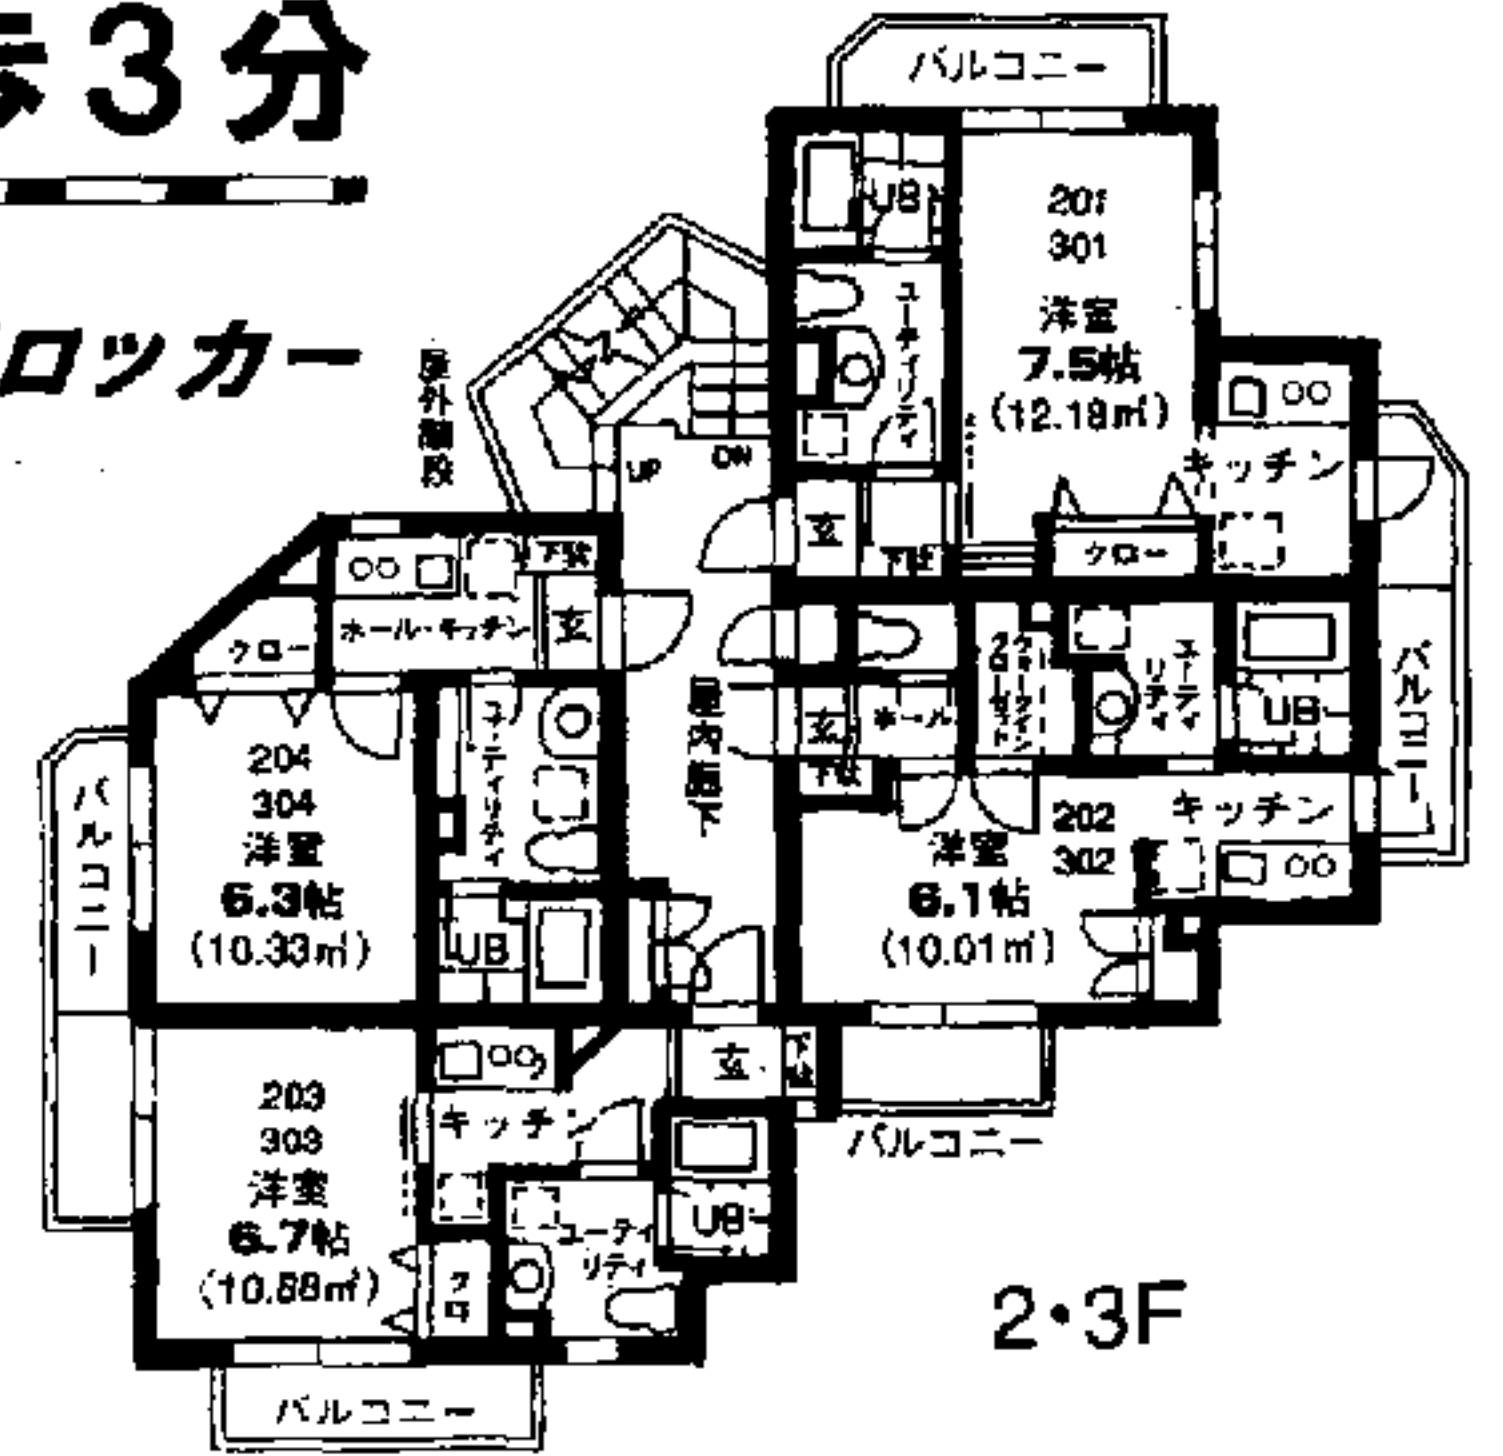 歩3分
ロッカー
バルコニー
UB
201
301
洋室
7.5帖
(12.18㎡)
ユーティリティ
キッチン
屋外階段
UP
DN
玄
下駄
クロー
下駄
ホール・キッチン
玄
クロー
屋内廊下
玄
ホール
下駄
ウォークイン
クローゼット
ユーティ
リティ
UB
バルコニー
204
304
洋室
6.3帖
(10.33㎡)
ユーティリティ
UB
バルコニー
202
302
洋室
6.1帖
(10.01㎡)
キッチン
203
303
洋室
6.7帖
(10.88㎡)
キッチン
玄
下駄
バルコニー
UB
ユーティ
リティ
クロ
バルコニー
2・3F